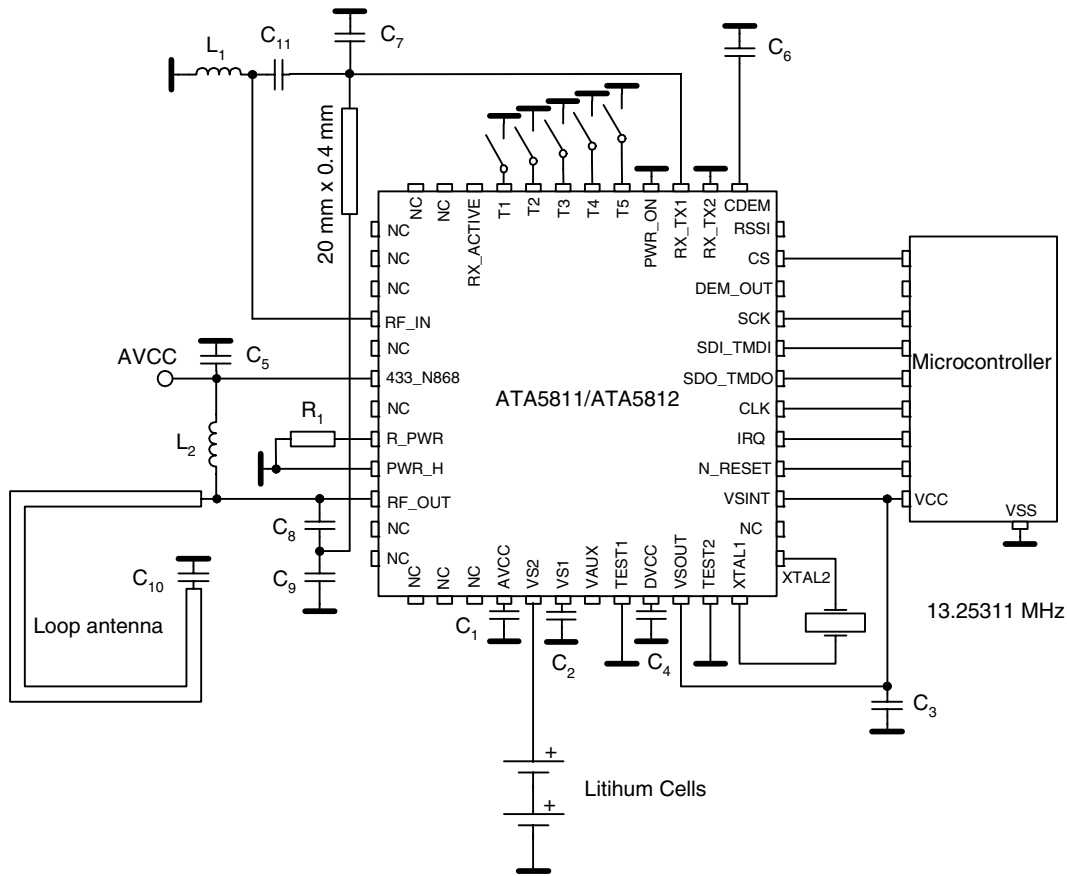 C7
C6
L1
C11
20 mm x 0.4 mm
NC
NC
RX_ACTIVE
T1
T2
T3
T4
T5
PWR_ON
RX_TX1
RX_TX2
CDEM
NC
NC
NC
RF_IN
NC
433_N868
NC
R_PWR
PWR_H
RF_OUT
NC
NC
RSSI
CS
DEM_OUT
SCK
SDI_TMDI
SDO_TMDO
CLK
IRQ
N_RESET
VSINT
NC
XTAL2
ATA5811/ATA5812
Microcontroller
VCC
VSS
AVCC
C5
L2
R1
C8
C9
C10
Loop antenna
NC
NC
NC
AVCC
VS2
VS1
VAUX
TEST1
DVCC
VSOUT
TEST2
XTAL1
C1
C2
C4
13.25311 MHz
C3
+
+
Litihum Cells